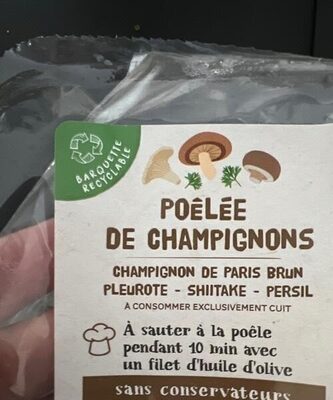 BARQUETTE
RECYCLABLE
POÊLÉE
DE CHAMPIGNONS
CHAMPIGNON DE PARIS BRUN
PLEUROTE - SHIITAKE - PERSIL
A CONSOMMER EXCLUSIVEMENT CUIT
À sauter à la poêle
pendant 10 min avec
un filet d'huile d'olive
sans conservateurs